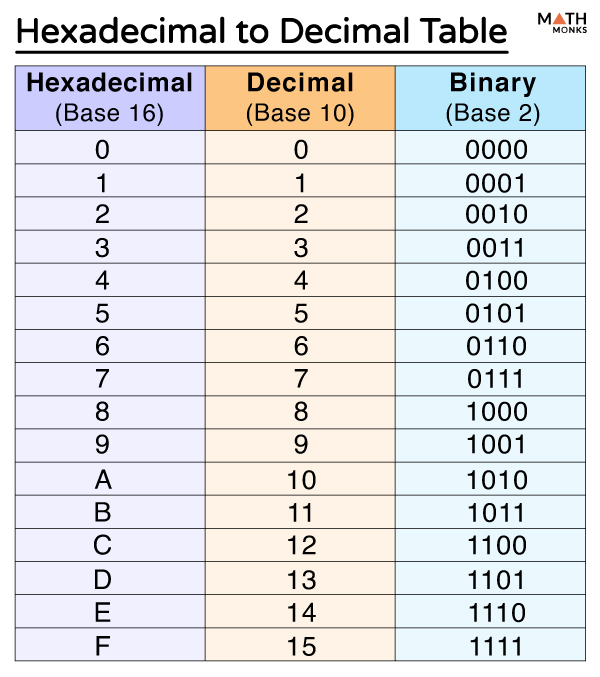 Hexadecimal to Decimal Table
MATH
MONKS
Hexadecimal Decimal Binary
(Base 16) (Base 10) (Base 2)
0 0 0000
1 1 0001
2 2 0010
3 3 0011
4 4 0100
5 5 0101
6 6 0110
7 7 0111
8 8 1000
9 9 1001
A 10 1010
B 11 1011
C 12 1100
D 13 1101
E 14 1110
F 15 1111